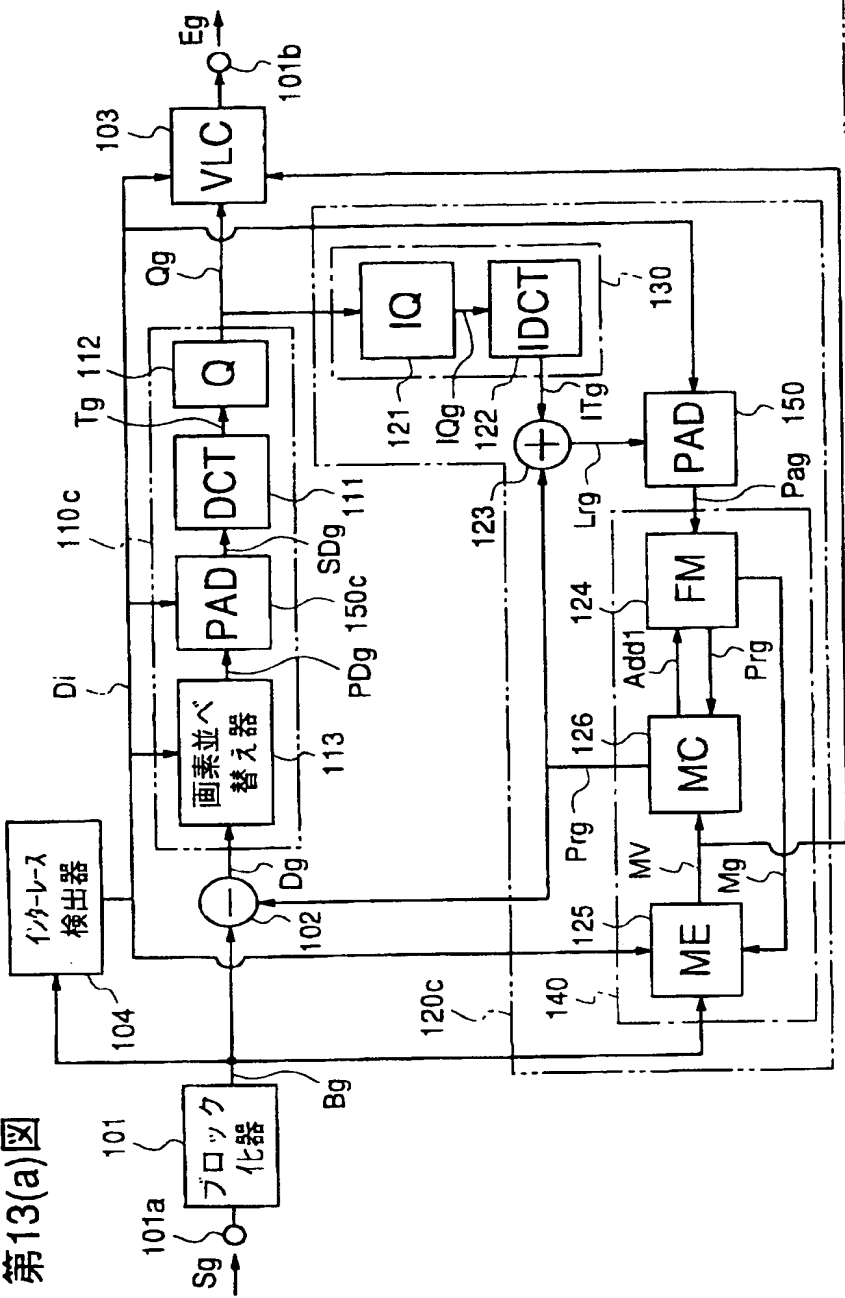 第13(a)図
Sg
101a
101
ブロック
化器
Bg
104
インターレース
検出器
Di
102
Dg
110c
画素並べ
替え器
113
PDg
PAD
150c
SDg
DCT
111
Tg
112
Q
Qg
103
VLC
Eg
101b
120c
IQ
121
IQg
IDCT
122
130
ITg
123
Lrg
PAD
150
Pag
140
ME
125
MV
Mg
MC
126
Prg
Add1
Prg
FM
124